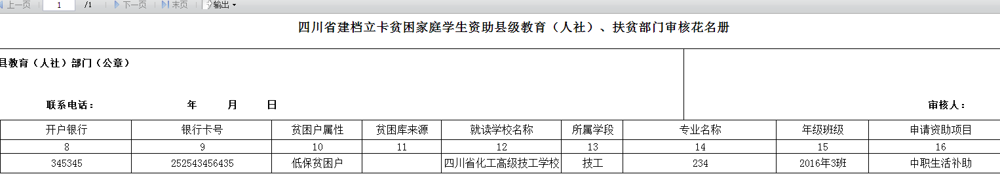 上一页 1 /1 下一页 末页 输出
四川省建档立卡贫困家庭学生资助县级教育（人社）、扶贫部门审核花名册
县教育（人社）部门（公章）
联系电话： 年 月 日 审核人：
开户银行 银行卡号 贫困户属性 贫困库来源 就读学校名称 所属学段 专业名称 年级班级 申请资助项目
8 9 10 11 12 13 14 15 16
345345 252543456435 低保贫困户 四川省化工高级技工学校 技工 234 2016年3班 中职生活补助